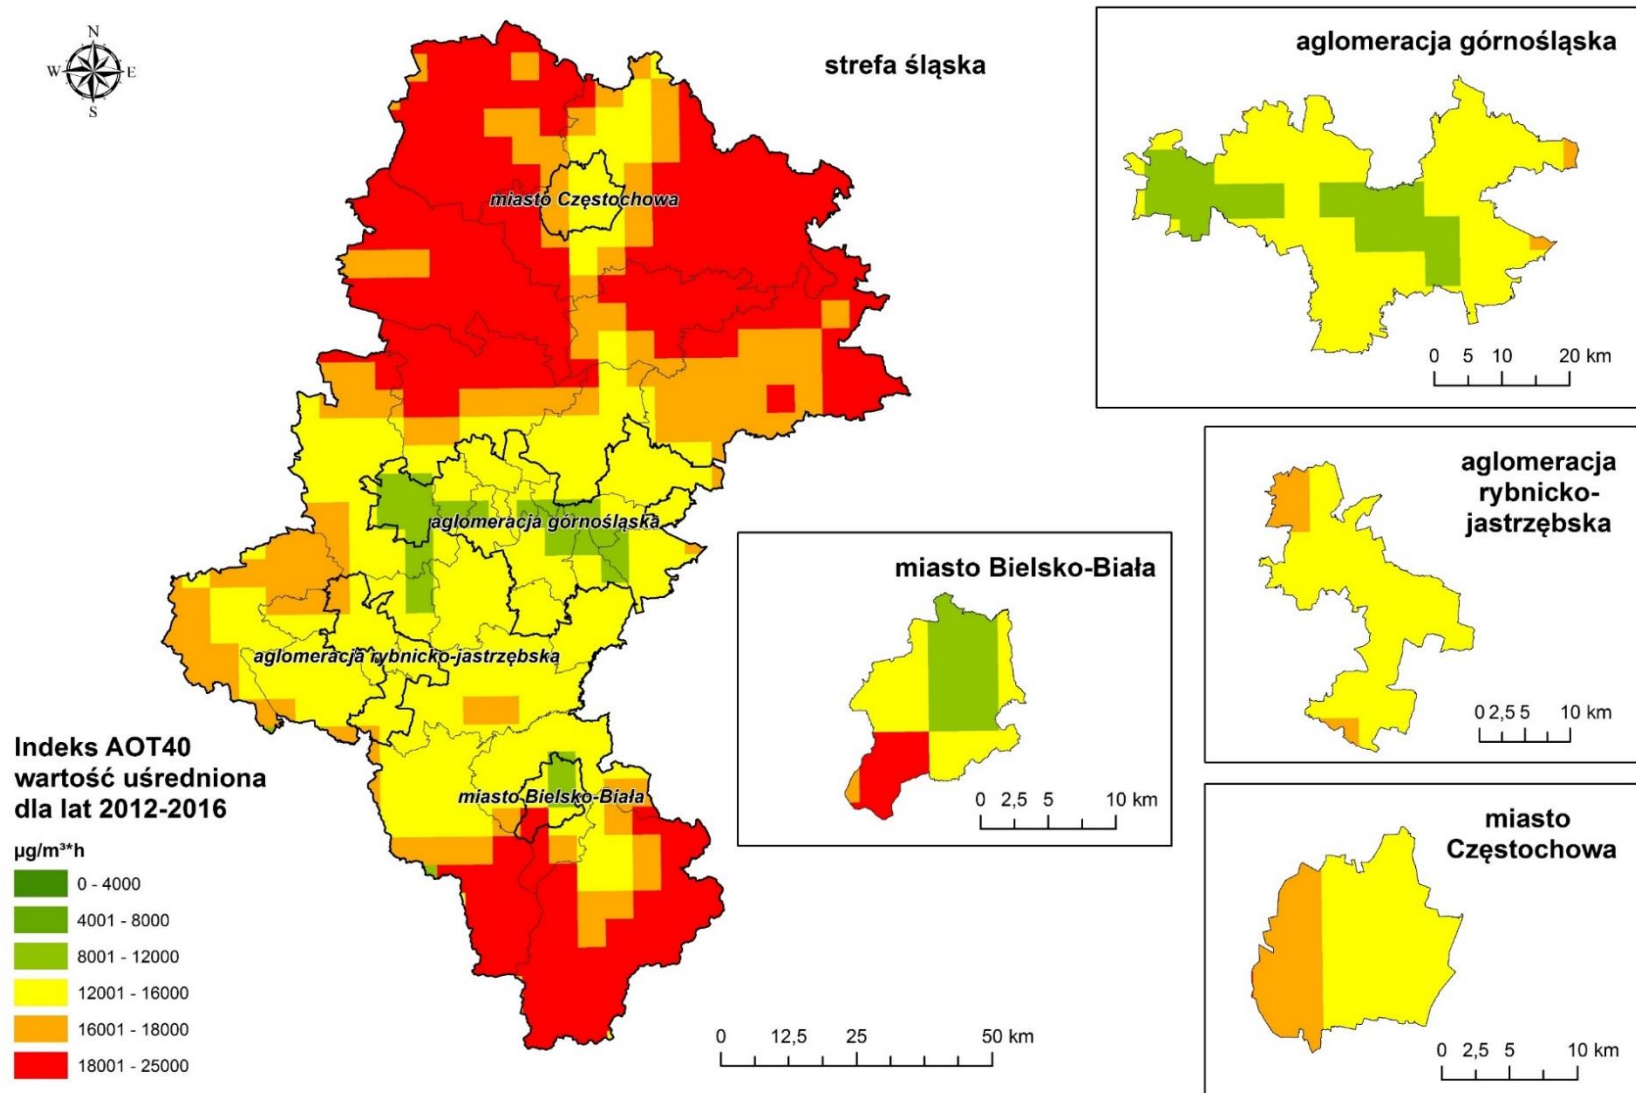 N
W
E
S
strefa śląska
miasto Częstochowa
aglomeracja górnośląska
aglomeracja rybnicko-jastrzębska
miasto Bielsko-Biała
Indeks AOT40
wartość uśredniona
dla lat 2012-2016
µg/m³*h
0 - 4000
4001 - 8000
8001 - 12000
12001 - 16000
16001 - 18000
18001 - 25000
0 12,5 25 50 km
aglomeracja górnośląska
0 5 10 20 km
aglomeracja
rybnicko-
jastrzębska
0 2,5 5 10 km
miasto Bielsko-Biała
0 2,5 5 10 km
miasto
Częstochowa
0 2,5 5 10 km